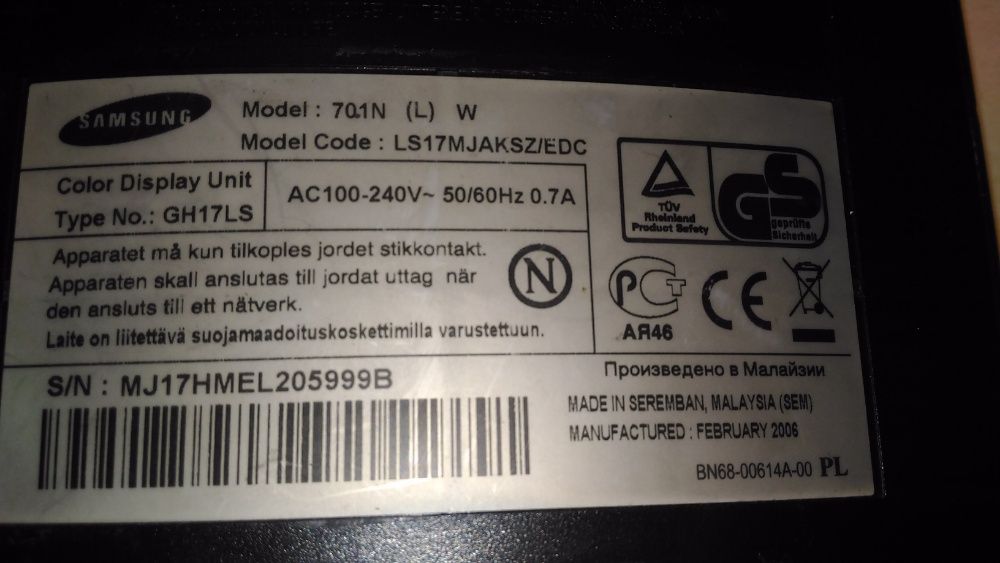 SAMSUNG
Model : 701N (L) W
Model Code : LS17MJAKSZ/EDC
Color Display Unit
Type No.: GH17LS
AC100-240V~ 50/60Hz 0.7A
TÜV
Rheinland
Product Safety
GS
geprüfte
Sicherheit
Apparatet må kun tilkoples jordet stikkontakt.
Apparaten skall anslutas till jordat uttag när
den ansluts till ett nätverk.
Laite on liitettävä suojamaadoituskoskettimilla varustettuun.
N
РСТ
АЯ46
CE
S/N : MJ17HMEL205999B
Произведено в Малайзии
MADE IN SEREMBAN, MALAYSIA (SEM)
MANUFACTURED : FEBRUARY 2006
BN68-00614A-00 PL